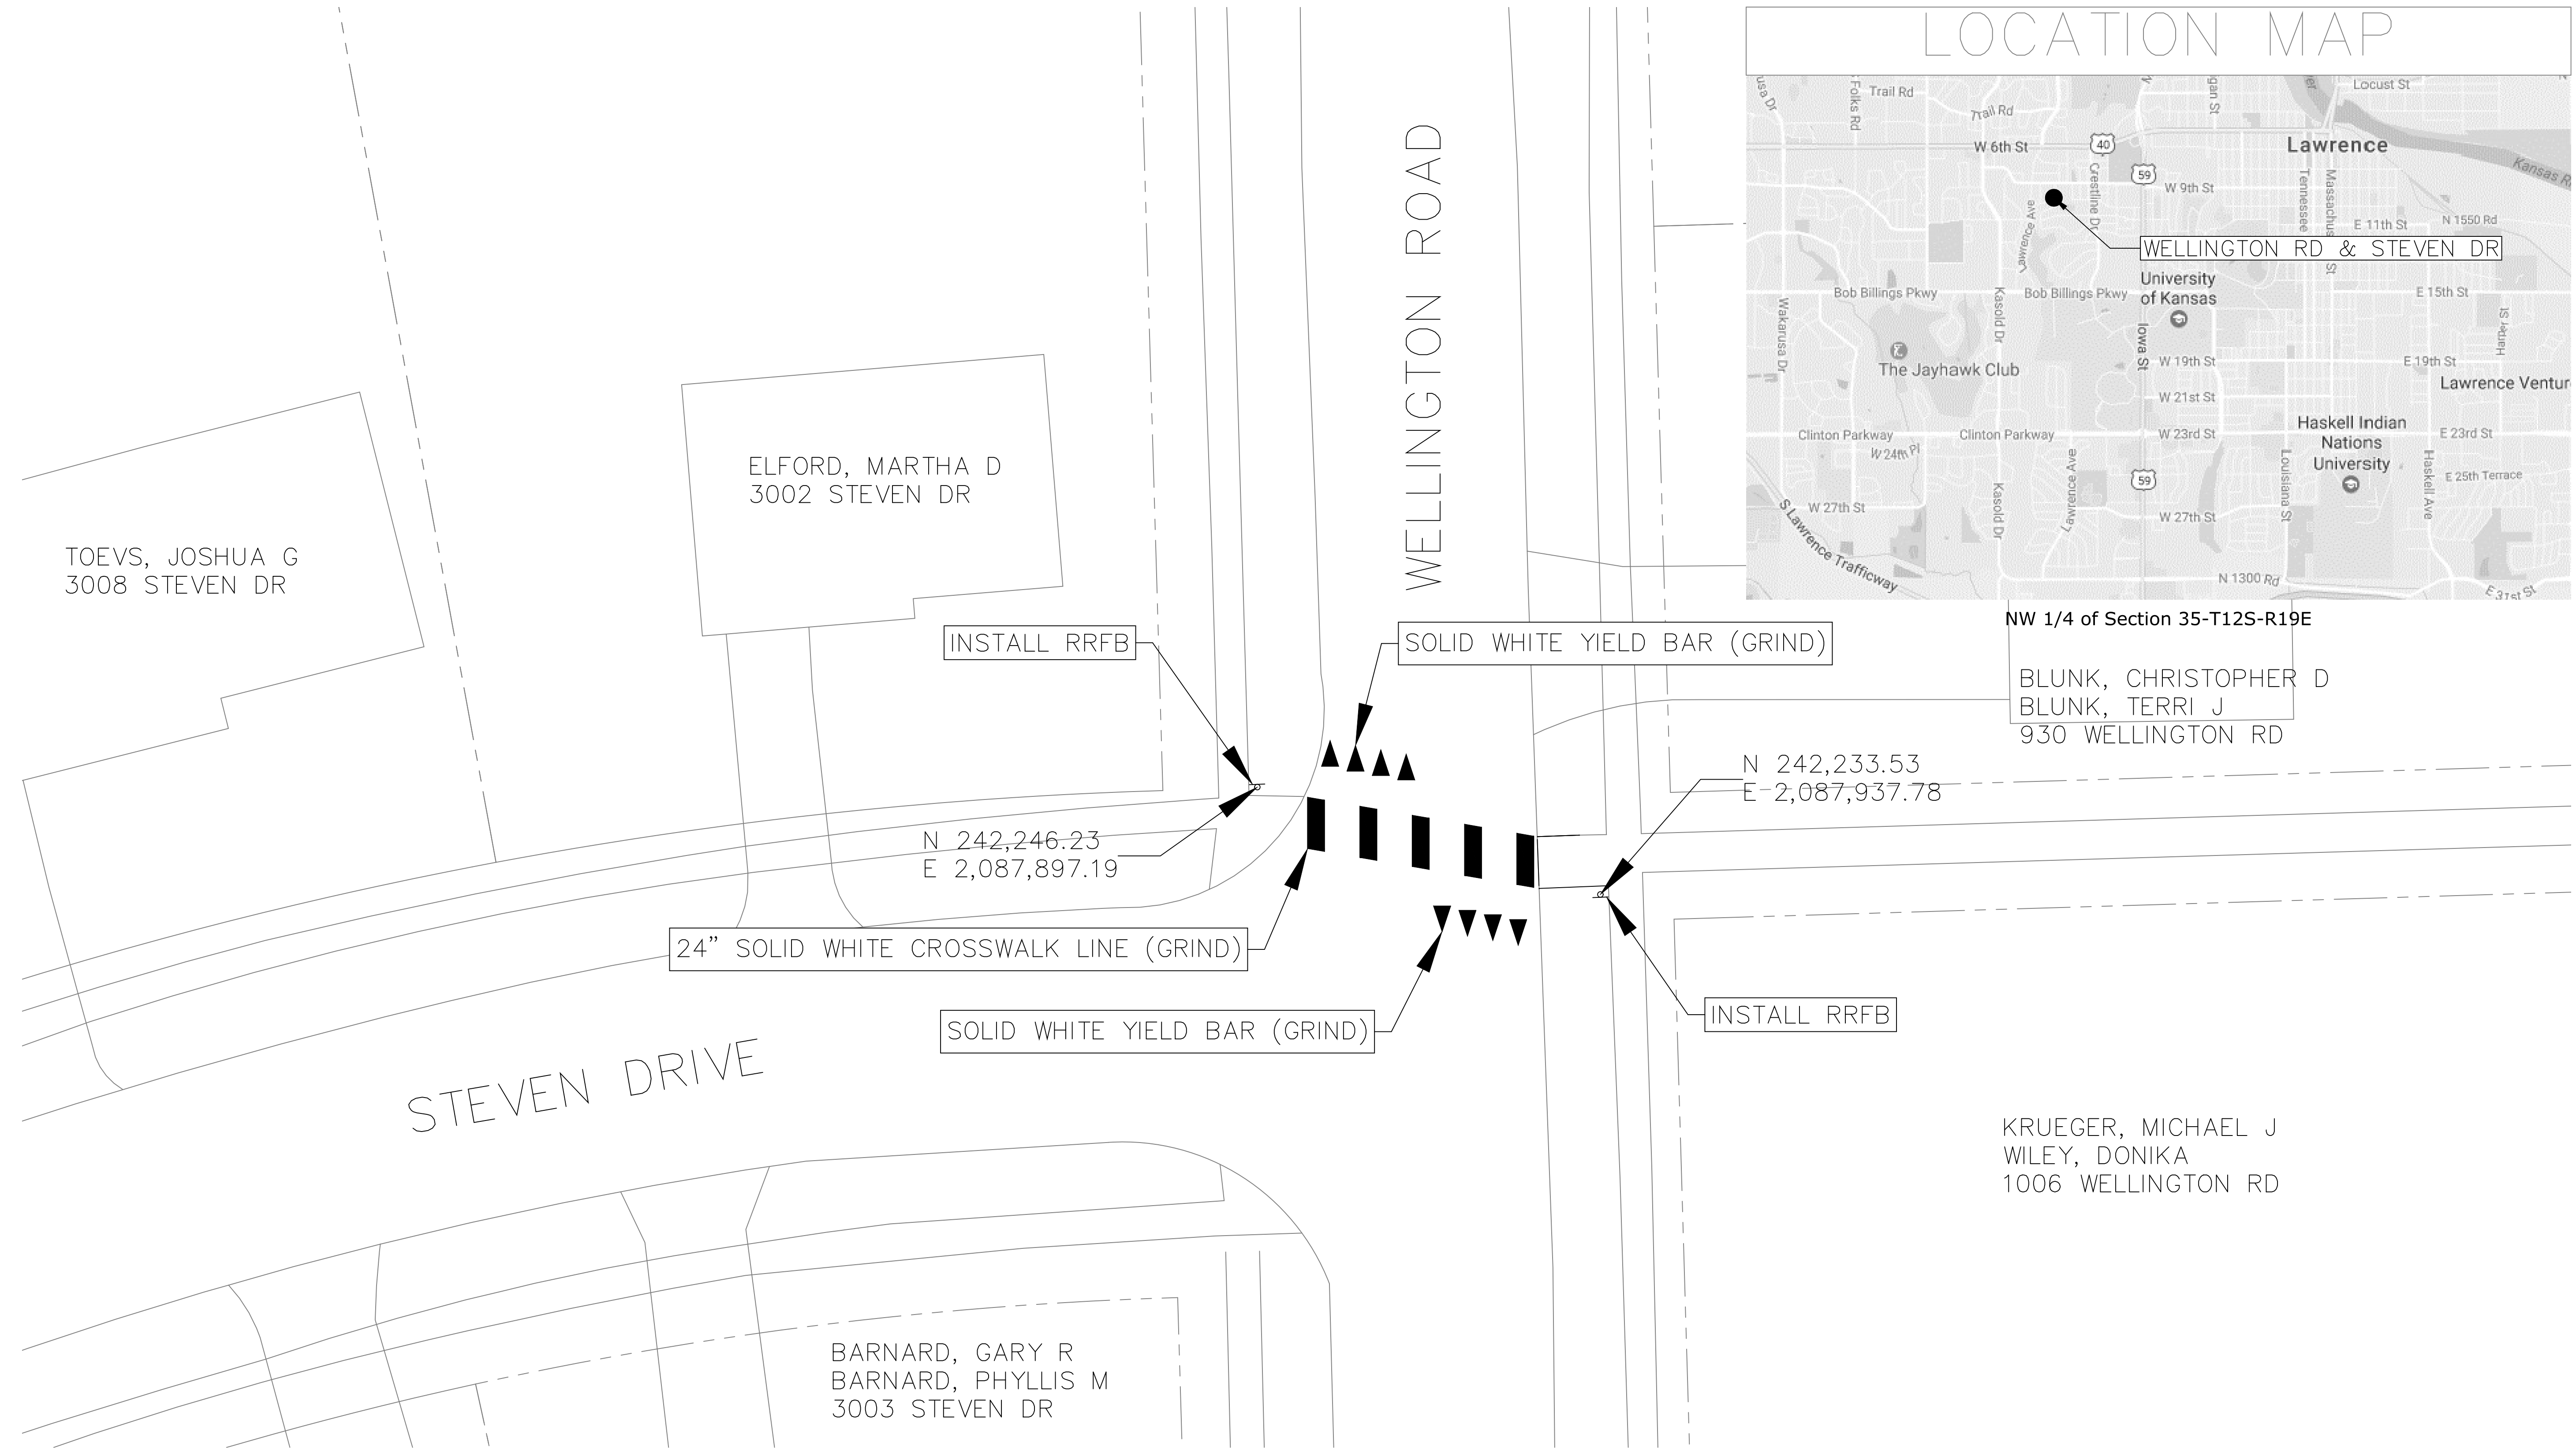 LOCATION MAP
Folks Rd
Trail Rd
Trail Rd
Locust St
W 6th St
40
Lawrence
59
W 9th St
Crestline Dr
Tennessee
Lawrence Ave
E 11th St
N 1550 Rd
WELLINGTON RD & STEVEN DR
University
of Kansas
Bob Billings Pkwy
Bob Billings Pkwy
E 15th St
Wakarusa Dr
Kasold Dr
Iowa St
Harper St
W 19th St
E 19th St
The Jayhawk Club
Lawrence Ventur
W 21st St
Haskell Indian
Nations
University
Clinton Parkway
Clinton Parkway
W 23rd St
E 23rd St
W 24th Pl
Lawrence Ave
59
Louisiana St
Haskell Ave
E 25th Terrace
Kasold Dr
W 27th St
W 27th St
S Lawrence Trafficway
N 1300 Rd
E 31st St
NW 1/4 of Section 35-T12S-R19E
WELLINGTON ROAD
ELFORD, MARTHA D
3002 STEVEN DR
TOEVS, JOSHUA G
3008 STEVEN DR
INSTALL RRFB
SOLID WHITE YIELD BAR (GRIND)
BLUNK, CHRISTOPHER D
BLUNK, TERRI J
930 WELLINGTON RD
N 242,233.53
E 2,087,937.78
N 242,246.23
E 2,087,897.19
24” SOLID WHITE CROSSWALK LINE (GRIND)
SOLID WHITE YIELD BAR (GRIND)
INSTALL RRFB
STEVEN DRIVE
KRUEGER, MICHAEL J
WILEY, DONIKA
1006 WELLINGTON RD
BARNARD, GARY R
BARNARD, PHYLLIS M
3003 STEVEN DR